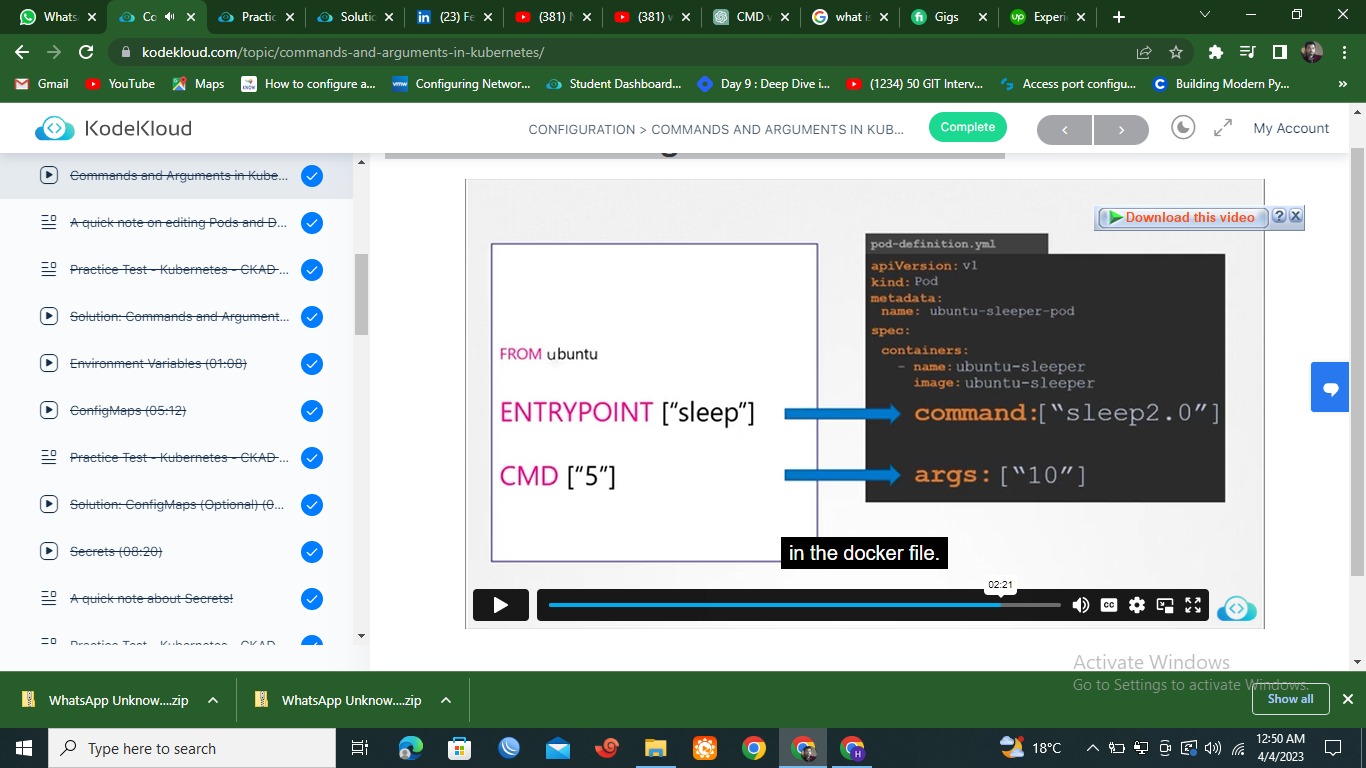 Whats
Co
Practic
Solutic
(23) Fe
(381) N
(381) v
CMD v
what is
Gigs
Experi
kodekloud.com/topic/commands-and-arguments-in-kubernetes/
Gmail
YouTube
Maps
How to configure a...
Configuring Networ...
Student Dashboard...
Day 9 : Deep Dive i...
(1234) 50 GIT Interv...
Access port configu...
Building Modern Py...
»
KodeKloud
CONFIGURATION > COMMANDS AND ARGUMENTS IN KUB...
Complete
My Account
Commands and Arguments in Kube...
A quick note on editing Pods and D...
Practice Test - Kubernetes - CKAD ...
Solution: Commands and Argument...
Environment Variables (01:08)
ConfigMaps (05:12)
Practice Test - Kubernetes - CKAD ...
Solution: ConfigMaps (Optional) (0...
Secrets (08:20)
A quick note about Secrets!
Practice Test - Kubernetes - CKAD
Download this video
FROM ubuntu
ENTRYPOINT [“sleep”]
CMD [“5”]
pod-definition.yml
apiVersion: v1
kind: Pod
metadata:
name: ubuntu-sleeper-pod
spec:
containers:
- name: ubuntu-sleeper
image: ubuntu-sleeper
command:[“sleep2.0”]
args: [“10”]
in the docker file.
02:21
CC
Activate Windows
Go to Settings to activate Windows.
WhatsApp Unknow....zip
WhatsApp Unknow....zip
Show all
Type here to search
18°C
12:50 AM
4/4/2023